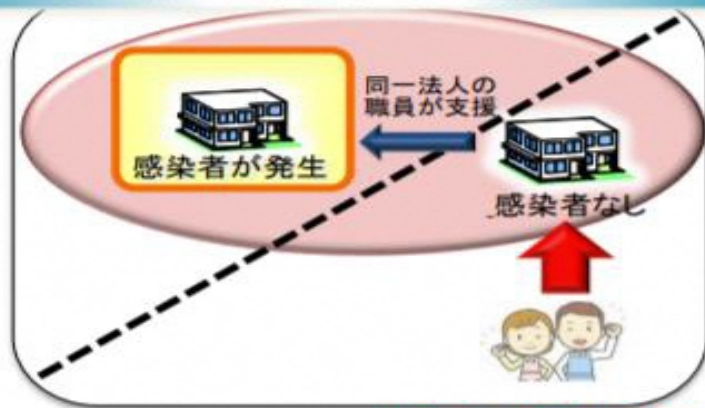 同一法人の
職員が支援
感染者が発生
感染者なし